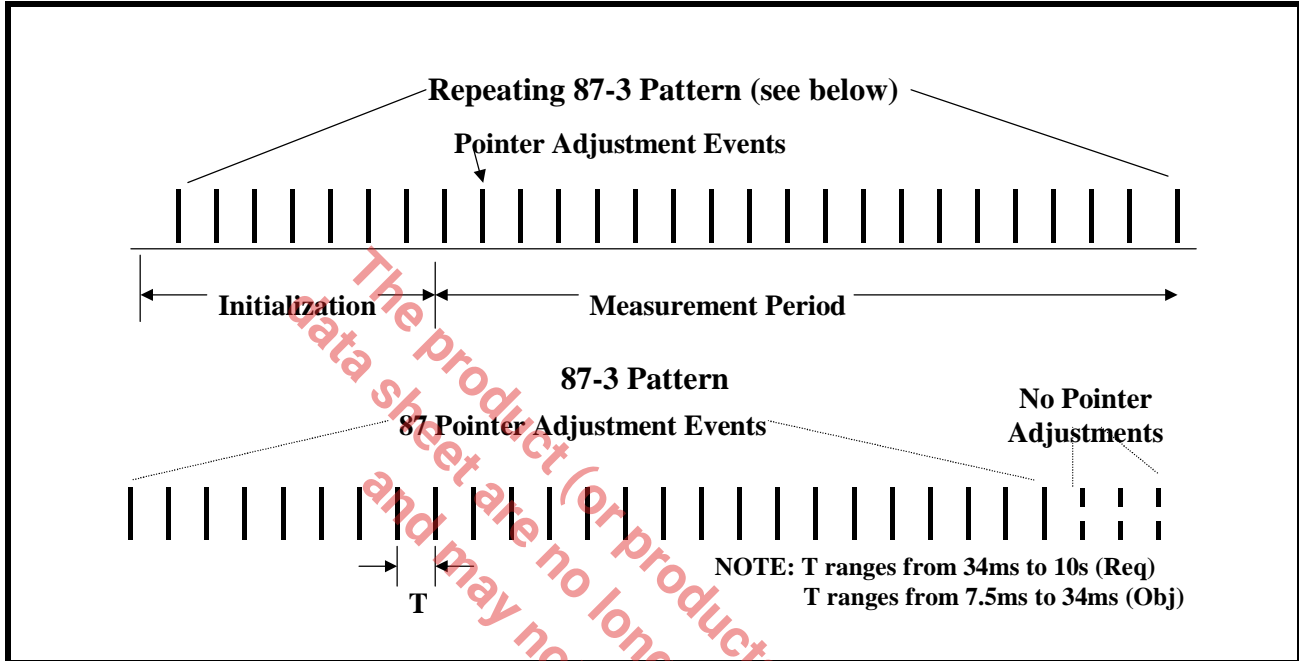 Repeating 87-3 Pattern (see below)
Pointer Adjustment Events
Initialization
Measurement Period
87-3 Pattern
87 Pointer Adjustment Events
No Pointer
Adjustments
T
NOTE: T ranges from 34ms to 10s (Req)
T ranges from 7.5ms to 34ms (Obj)
The product (or product
data sheet are no long
and may no